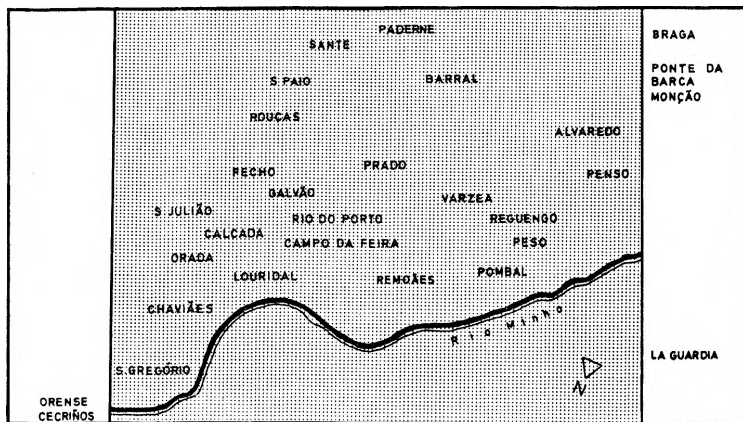 PADERNE
SANTE
BRAGA
S PAIO
BARRAL
PONTE DA
BARCA
MONÇÃO
ROUÇAS
ALVAREDO
PRADO
FECHO
PENSO
GALVÃO
VARZEA
S JULIÃO
RIO DO PORTO
REGUENGO
CALÇADA
CAMPO DA FEIRA
PESO
ORADA
LOURIDAL
REMOÃES
POMBAL
CHAVIÃES
Rio Minho
LA GUARDIA
S. GREGÓRIO
N
ORENSE
CECRIÑOS